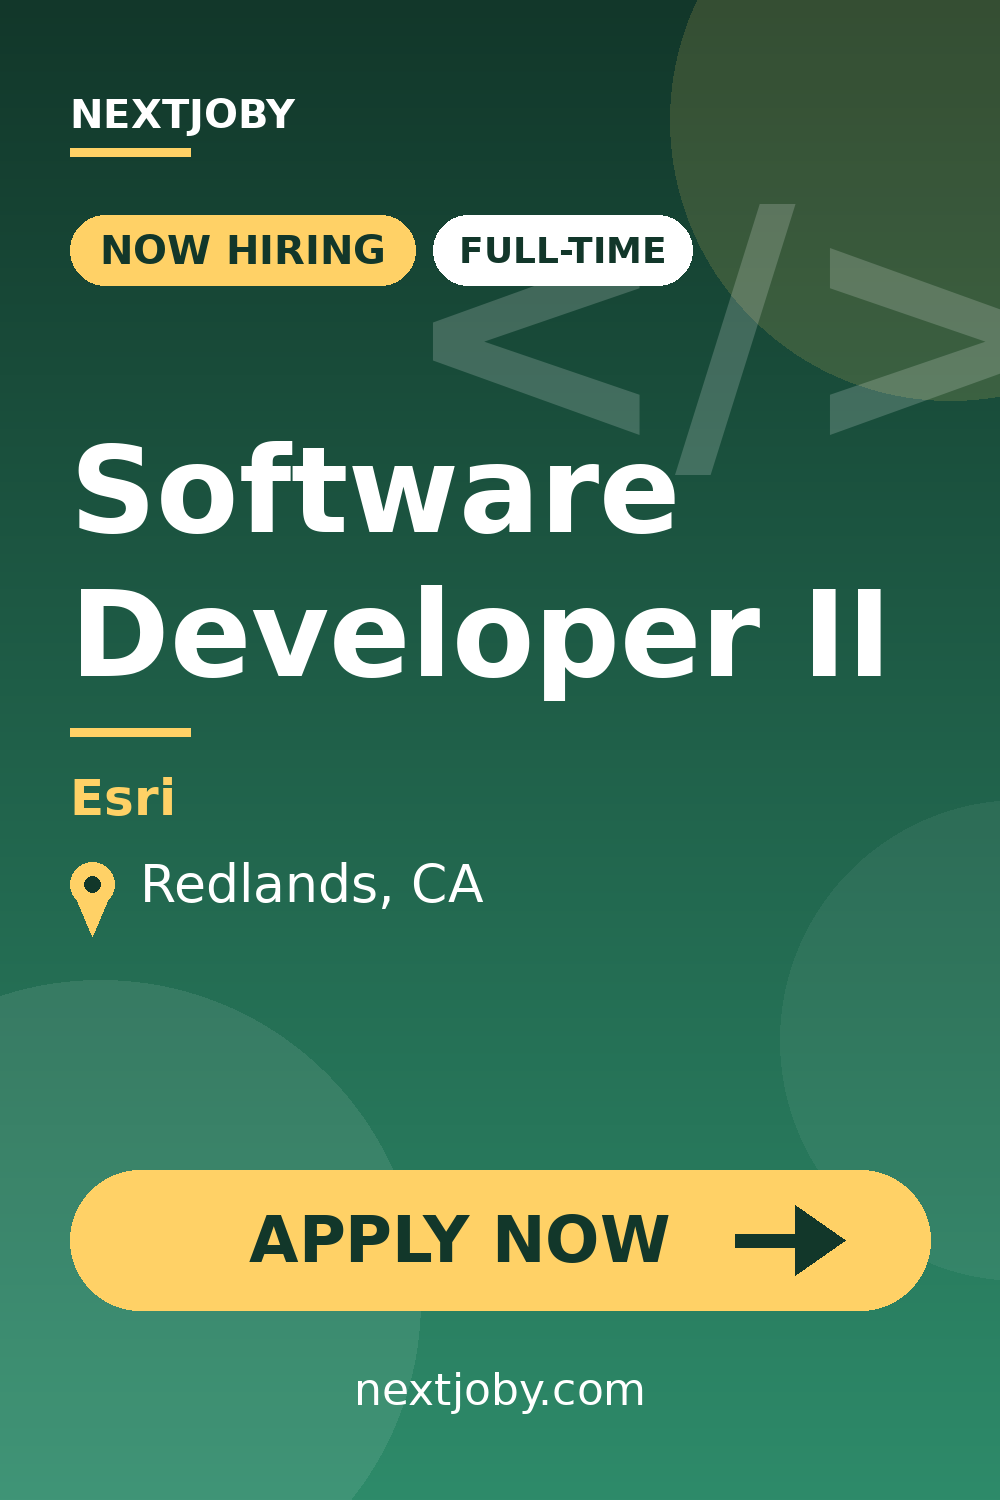 NEXTJOBY
NOW HIRING
FULL-TIME
</>
Software
Developer II
Esri
Redlands, CA
APPLY NOW
nextjoby.com